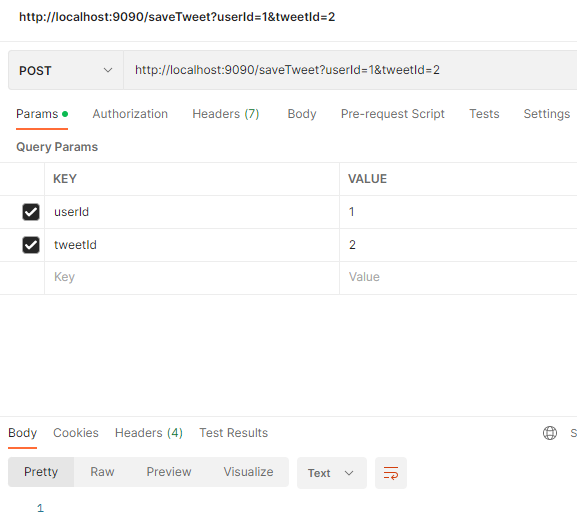 http://localhost:9090/saveTweet?userId=1&tweetId=2
POST http://localhost:9090/saveTweet?userId=1&tweetId=2
Params Authorization Headers (7) Body Pre-request Script Tests Settings
Query Params
KEY VALUE
userId 1
tweetId 2
Key Value
Body Cookies Headers (4) Test Results S
Pretty Raw Preview Visualize Text
1